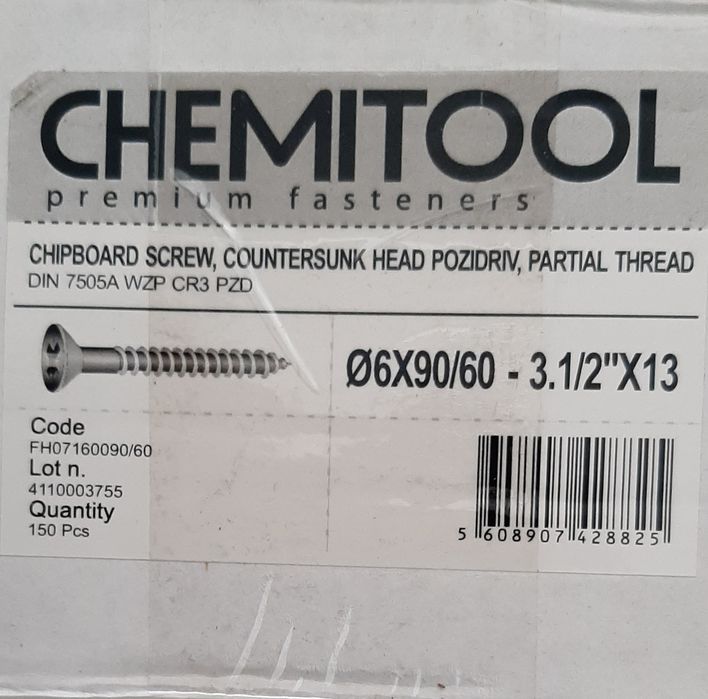 CHEMITOOL
premium fasteners
CHIPBOARD SCREW, COUNTERSUNK HEAD POZIDRIV, PARTIAL THREAD
DIN 7505A WZP CR3 PZD
Ø6X90/60 - 3.1/2"X13
Code
FH07160090/60
Lot n.
4110003755
Quantity
150 Pcs
5 608907 428825